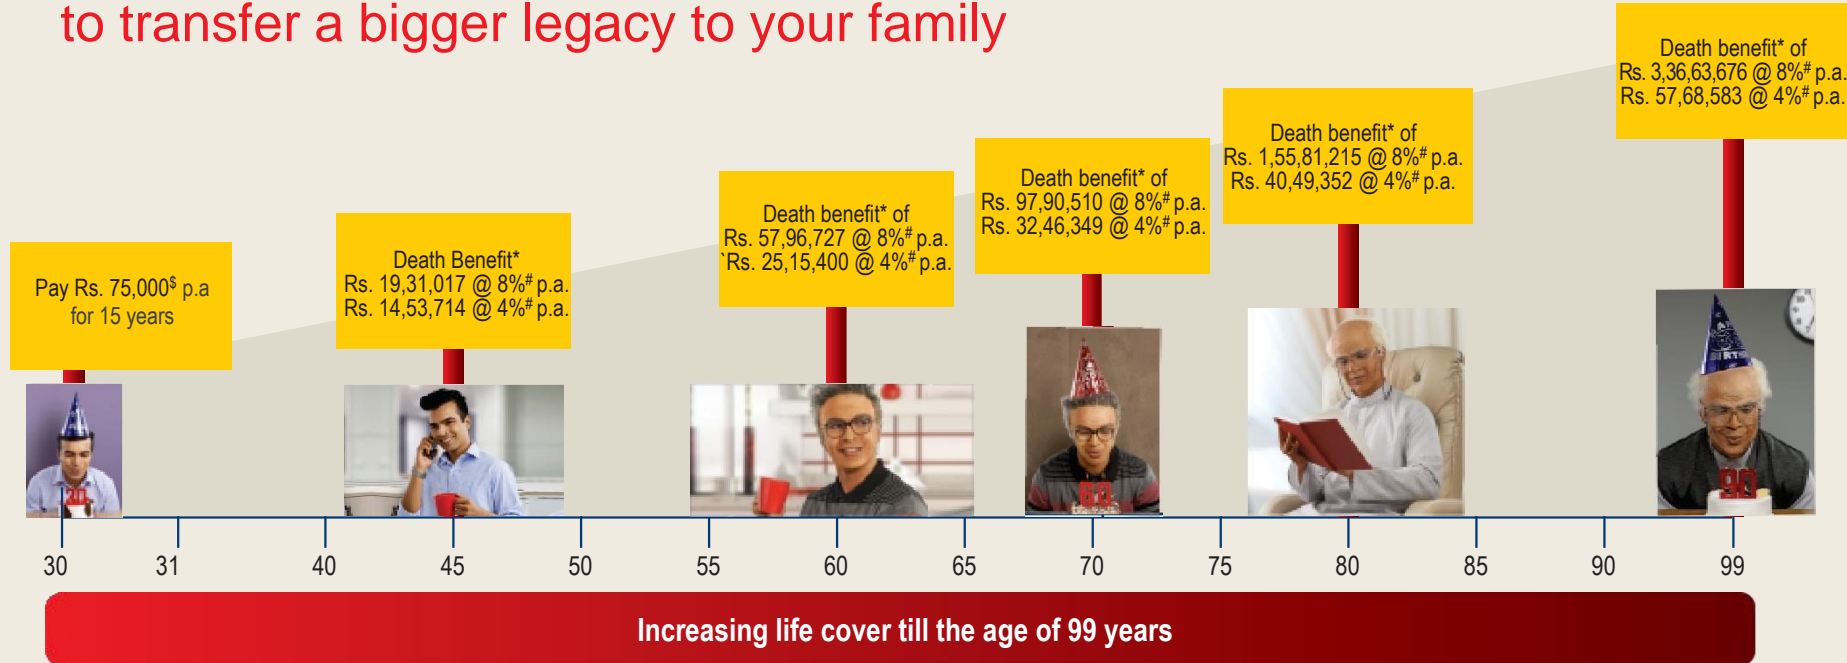 to transfer a bigger legacy to your family
Pay Rs. 75,000$ p.a
for 15 years
Death Benefit*
Rs. 19,31,017 @ 8%# p.a.
Rs. 14,53,714 @ 4%# p.a.
Death benefit* of
Rs. 57,96,727 @ 8%# p.a.
`Rs. 25,15,400 @ 4%# p.a.
Death benefit* of
Rs. 97,90,510 @ 8%# p.a.
Rs. 32,46,349 @ 4%# p.a.
Death benefit* of
Rs. 1,55,81,215 @ 8%# p.a.
Rs. 40,49,352 @ 4%# p.a.
Death benefit* of
Rs. 3,36,63,676 @ 8%# p.a.
Rs. 57,68,583 @ 4%# p.a.
60
90
30 31 40 45 50 55 60 65 70 75 80 85 90 99
Increasing life cover till the age of 99 years